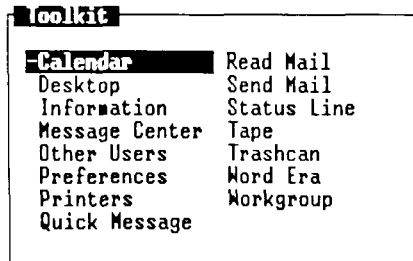 Toolkit
-Calendar
Desktop
Information
Message Center
Other Users
Preferences
Printers
Quick Message
Read Mail
Send Mail
Status Line
Tape
Trashcan
Word Era
Workgroup